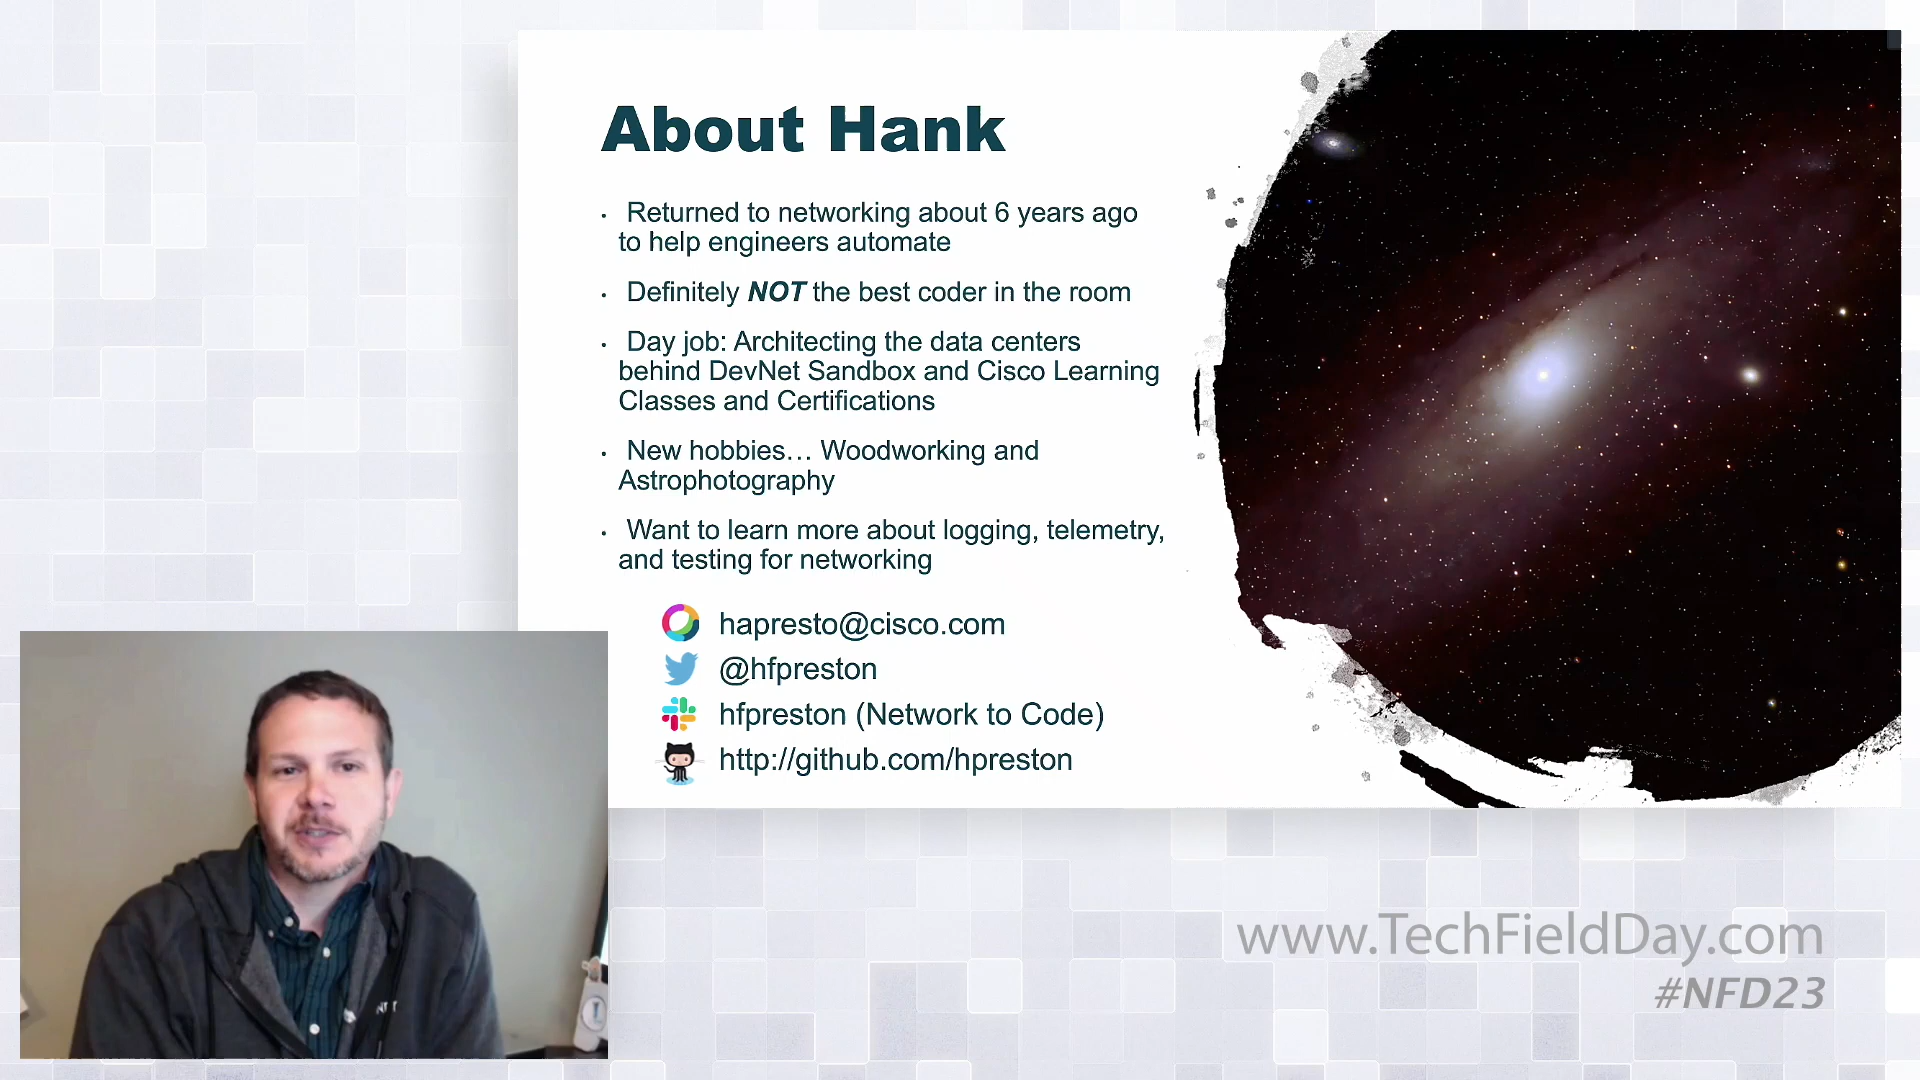 About Hank
· Returned to networking about 6 years ago
to help engineers automate
· Definitely NOT the best coder in the room
· Day job: Architecting the data centers
behind DevNet Sandbox and Cisco Learning
Classes and Certifications
· New hobbies… Woodworking and
Astrophotography
· Want to learn more about logging, telemetry,
and testing for networking
hapresto@cisco.com
@hfpreston
hfpreston (Network to Code)
http://github.com/hpreston
www.TechFieldDay.com
#NFD23